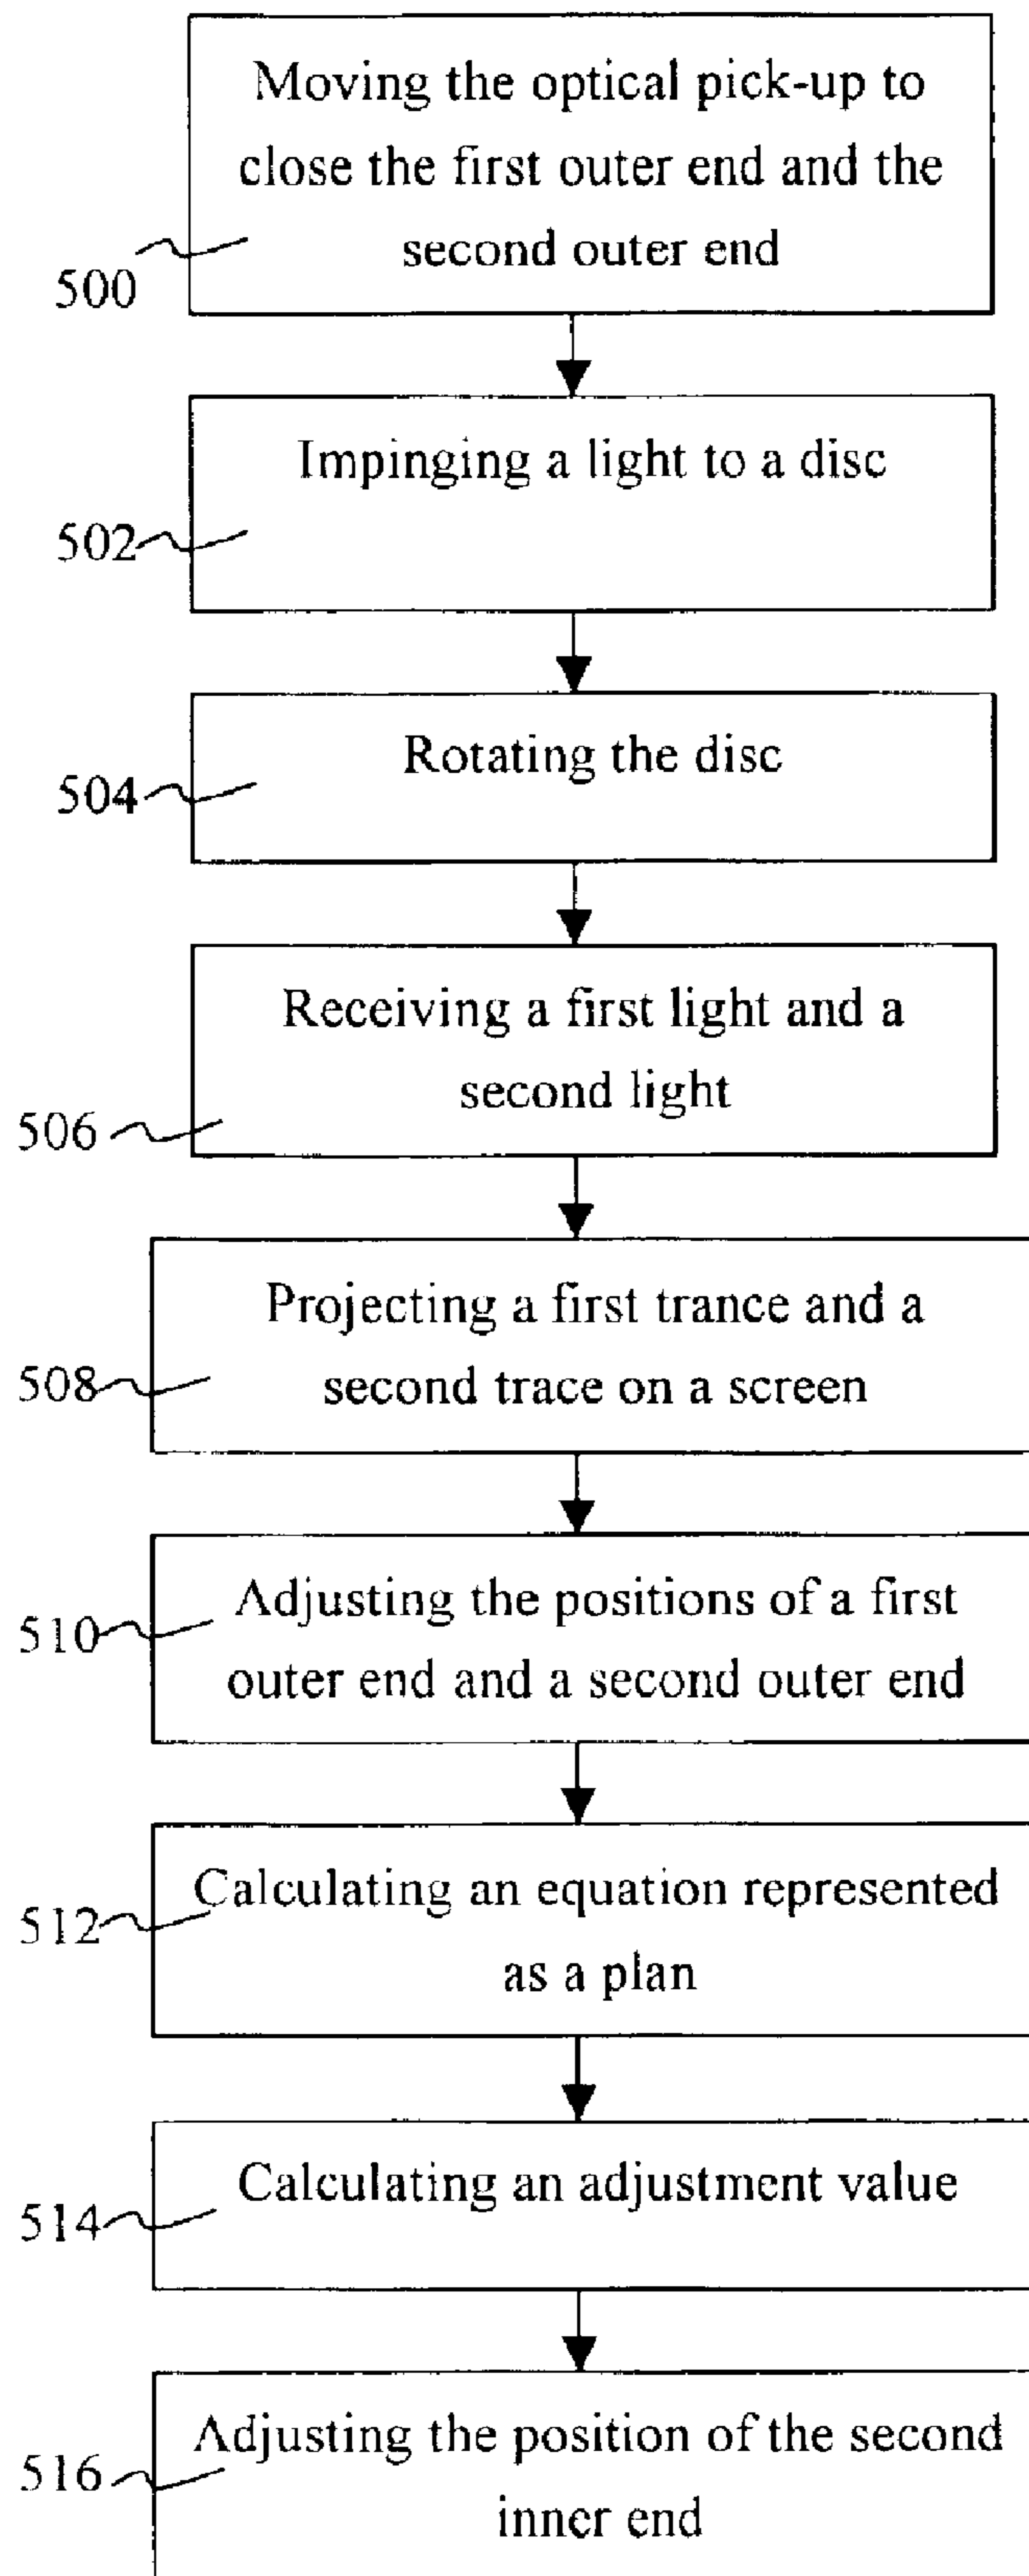 Moving the optical pick-up to
close the first outer end and the
second outer end
500
Impinging a light to a disc
502
Rotating the disc
504
Receiving a first light and a
second light
506
Projecting a first trance and a
second trace on a screen
508
Adjusting the positions of a first
outer end and a second outer end
510
Calculating an equation represented
as a plan
512
Calculating an adjustment value
514
Adjusting the position of the second
inner end
516